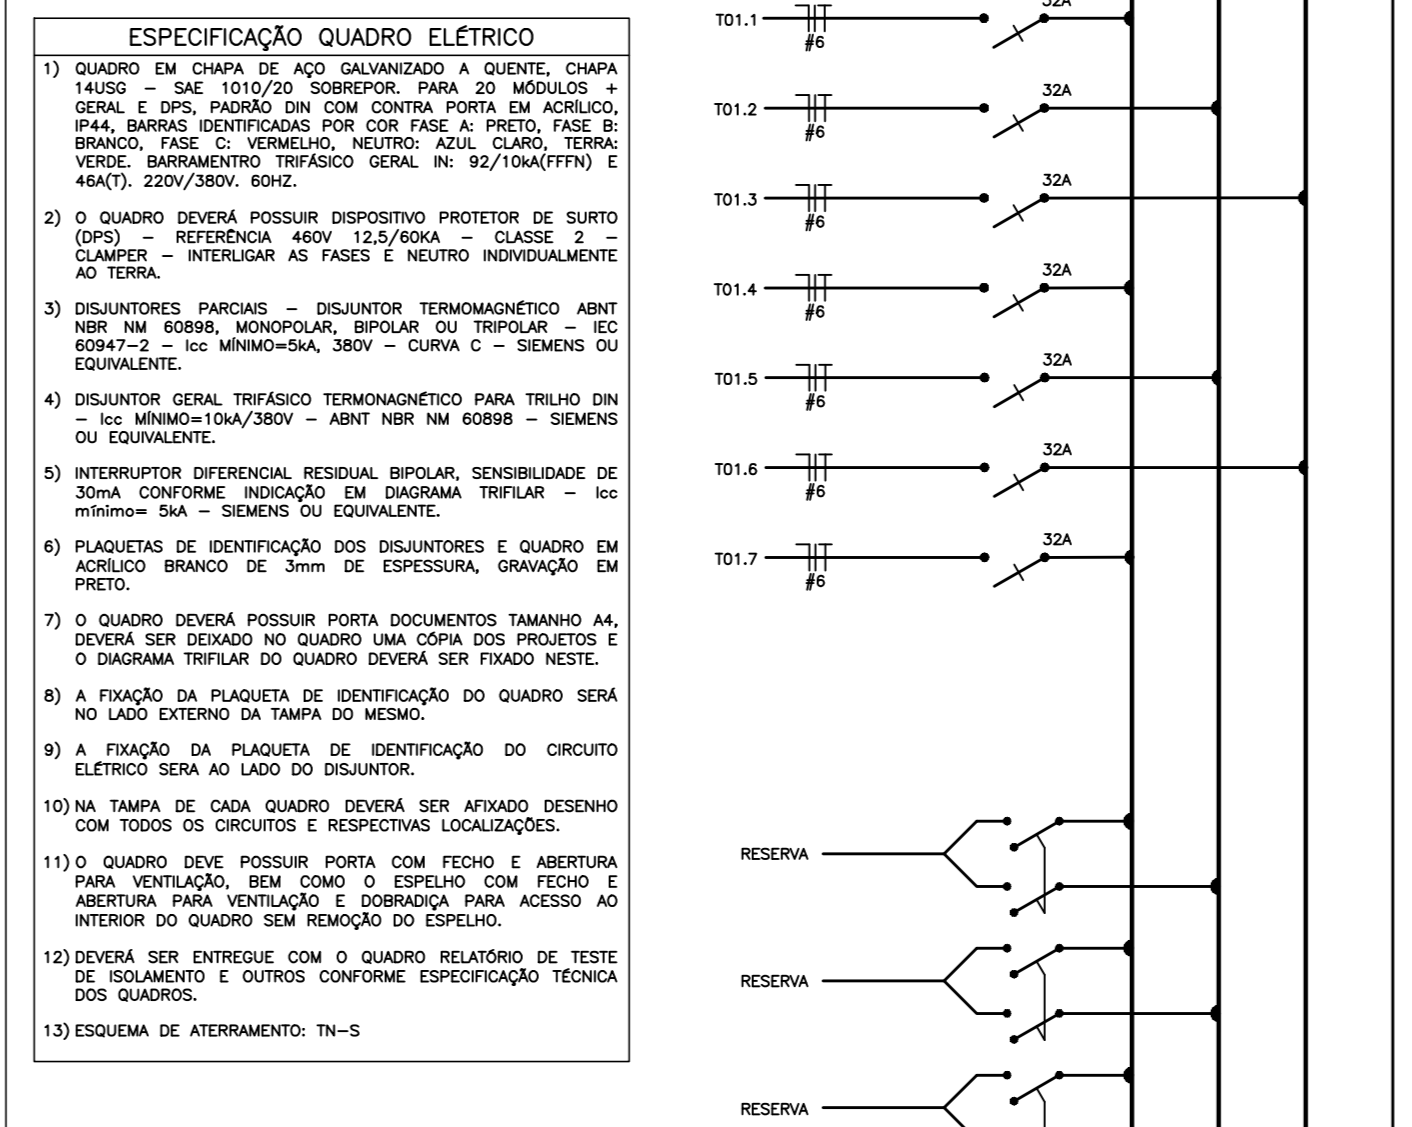 ESPECIFICAÇÃO QUADRO ELÉTRICO
1) QUADRO EM CHAPA DE AÇO GALVANIZADO A QUENTE, CHAPA
14USG – SAE 1010/20 SOBREPOR. PARA 20 MÓDULOS +
GERAL E DPS, PADRÃO DIN COM CONTRA PORTA EM ACRÍLICO,
IP44, BARRAS IDENTIFICADAS POR COR FASE A: PRETO, FASE B:
BRANCO, FASE C: VERMELHO, NEUTRO: AZUL CLARO, TERRA:
VERDE. BARRAMENTRO TRIFÁSICO GERAL IN: 92/10kA(FFFN) E
46A(T). 220V/380V. 60HZ.
2) O QUADRO DEVERÁ POSSUIR DISPOSITIVO PROTETOR DE SURTO
(DPS) – REFERÊNCIA 460V 12,5/60KA – CLASSE 2 –
CLAMPER – INTERLIGAR AS FASES E NEUTRO INDIVIDUALMENTE
AO TERRA.
3) DISJUNTORES PARCIAIS – DISJUNTOR TERMOMAGNÉTICO ABNT
NBR NM 60898, MONOPOLAR, BIPOLAR OU TRIPOLAR – IEC
60947-2 – Icc MÍNIMO=5kA, 380V – CURVA C – SIEMENS OU
EQUIVALENTE.
4) DISJUNTOR GERAL TRIFÁSICO TERMONAGNÉTICO PARA TRILHO DIN
– Icc MÍNIMO=10kA/380V – ABNT NBR NM 60898 – SIEMENS
OU EQUIVALENTE.
5) INTERRUPTOR DIFERENCIAL RESIDUAL BIPOLAR, SENSIBILIDADE DE
30mA CONFORME INDICAÇÃO EM DIAGRAMA TRIFILAR – Icc
mínimo= 5kA – SIEMENS OU EQUIVALENTE.
6) PLAQUETAS DE IDENTIFICAÇÃO DOS DISJUNTORES E QUADRO EM
ACRÍLICO BRANCO DE 3mm DE ESPESSURA, GRAVAÇÃO EM
PRETO.
7) O QUADRO DEVERÁ POSSUIR PORTA DOCUMENTOS TAMANHO A4,
DEVERÁ SER DEIXADO NO QUADRO UMA CÓPIA DOS PROJETOS E
O DIAGRAMA TRIFILAR DO QUADRO DEVERÁ SER FIXADO NESTE.
8) A FIXAÇÃO DA PLAQUETA DE IDENTIFICAÇÃO DO QUADRO SERÁ
NO LADO EXTERNO DA TAMPA DO MESMO.
9) A FIXAÇÃO DA PLAQUETA DE IDENTIFICAÇÃO DO CIRCUITO
ELÉTRICO SERA AO LADO DO DISJUNTOR.
10) NA TAMPA DE CADA QUADRO DEVERÁ SER AFIXADO DESENHO
COM TODOS OS CIRCUITOS E RESPECTIVAS LOCALIZAÇÕES.
11) O QUADRO DEVE POSSUIR PORTA COM FECHO E ABERTURA
PARA VENTILAÇÃO, BEM COMO O ESPELHO COM FECHO E
ABERTURA PARA VENTILAÇÃO E DOBRADIÇA PARA ACESSO AO
INTERIOR DO QUADRO SEM REMOÇÃO DO ESPELHO.
12) DEVERÁ SER ENTREGUE COM O QUADRO RELATÓRIO DE TESTE
DE ISOLAMENTO E OUTROS CONFORME ESPECIFICAÇÃO TÉCNICA
DOS QUADROS.
13) ESQUEMA DE ATERRAMENTO: TN-S
32A
T01.1
#6
32A
T01.2
#6
32A
T01.3
#6
32A
T01.4
#6
32A
T01.5
#6
32A
T01.6
#6
32A
T01.7
#6
RESERVA
RESERVA
RESERVA